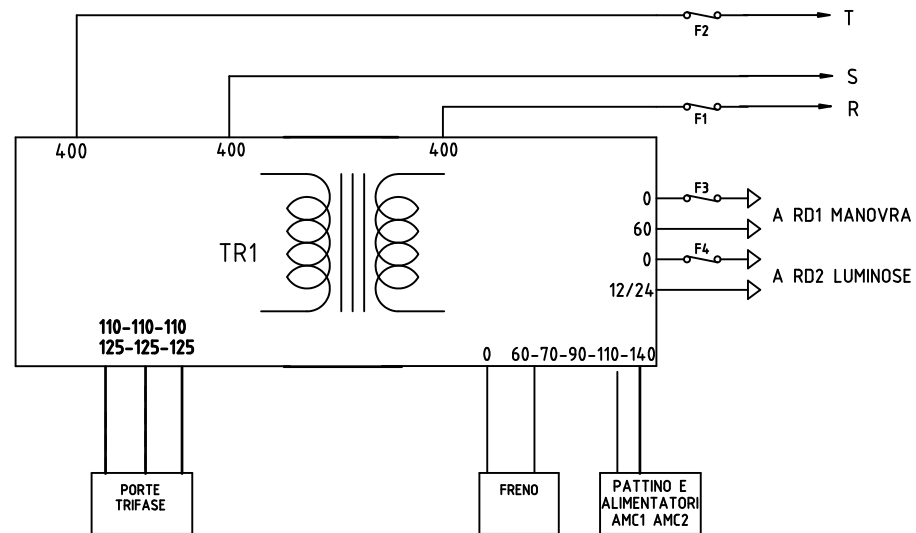 T
F2
S
R
F1
400
400
400
0
F3
A RD1 MANOVRA
60
0
F4
A RD2 LUMINOSE
12/24
TR1
110-110-110
125-125-125
0
60-70-90-110-140
PORTE
TRIFASE
FRENO
PATTINO E
ALIMENTATORI
AMC1 AMC2